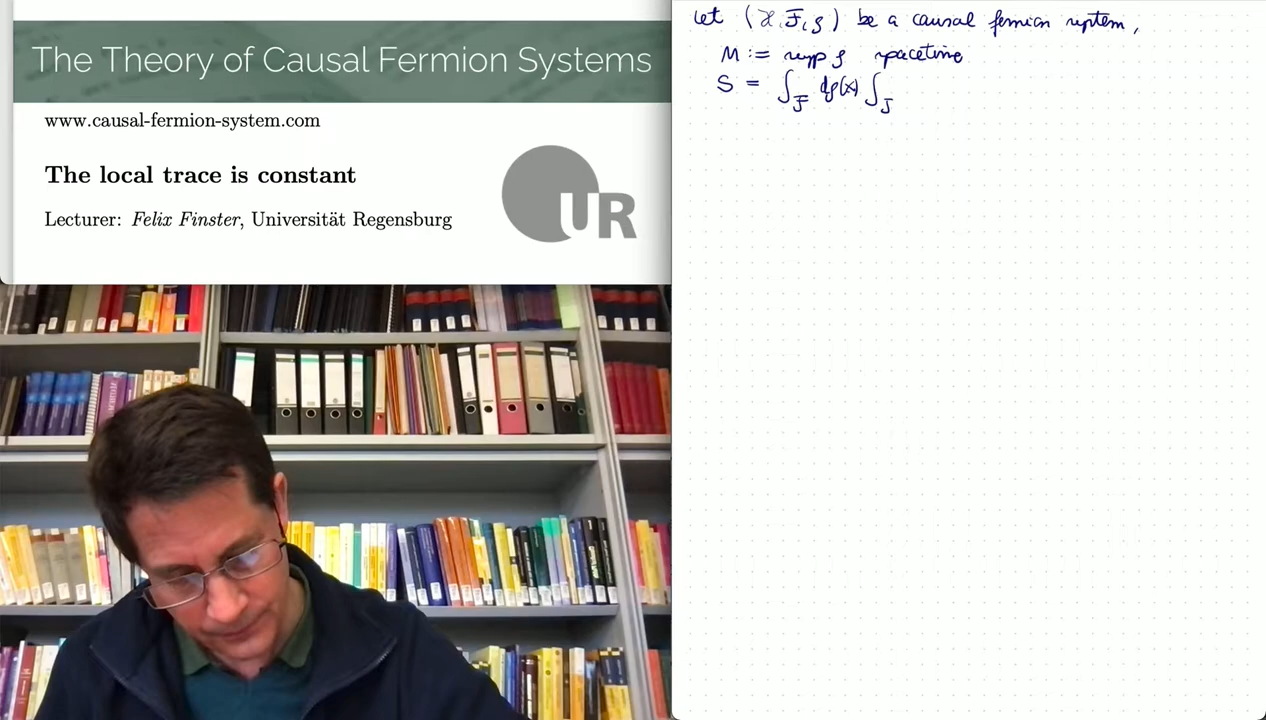 The Theory of Causal Fermion Systems
www.causal-fermion-system.com
The local trace is constant
Lecturer: Felix Finster, Universität Regensburg
UR
Let (ℋ, ℱ, ρ) be a causal fermion system,
M := supp ρ spacetime
S = ∫_ℱ dρ(x) ∫_ℱ